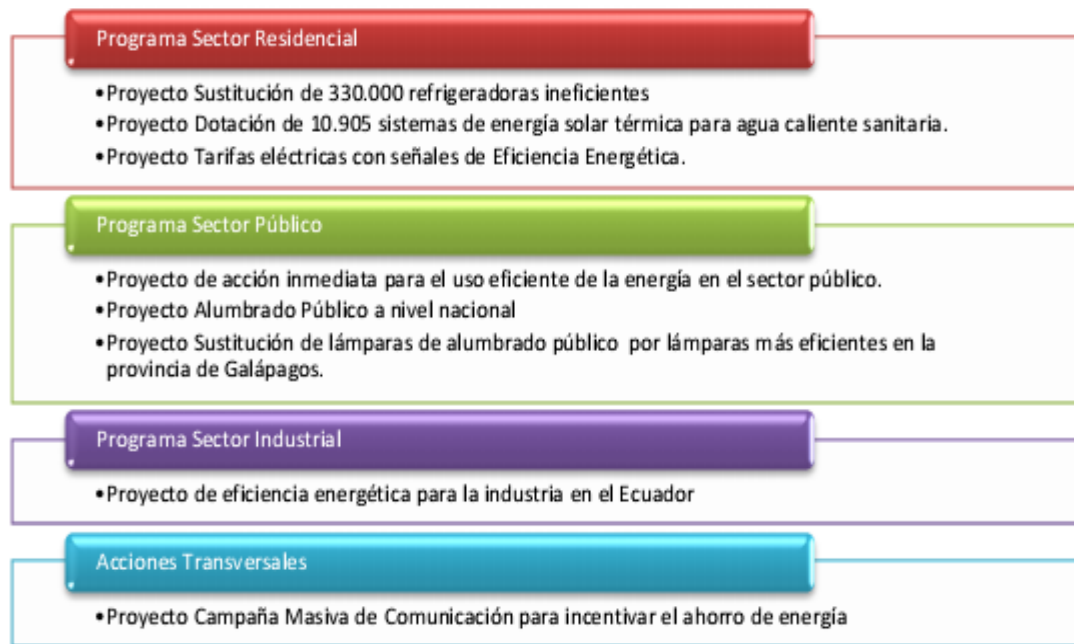 Programa Sector Residencial
•Proyecto Sustitución de 330.000 refrigeradoras ineficientes
•Proyecto Dotación de 10.905 sistemas de energía solar térmica para agua caliente sanitaria.
•Proyecto Tarifas eléctricas con señales de Eficiencia Energética.
Programa Sector Público
•Proyecto de acción inmediata para el uso eficiente de la energía en el sector público.
•Proyecto Alumbrado Público a nivel nacional
•Proyecto Sustitución de lámparas de alumbrado público por lámparas más eficientes en la
provincia de Galápagos.
Programa Sector Industrial
•Proyecto de eficiencia energética para la industria en el Ecuador
Acciones Transversales
•Proyecto Campaña Masiva de Comunicación para incentivar el ahorro de energía